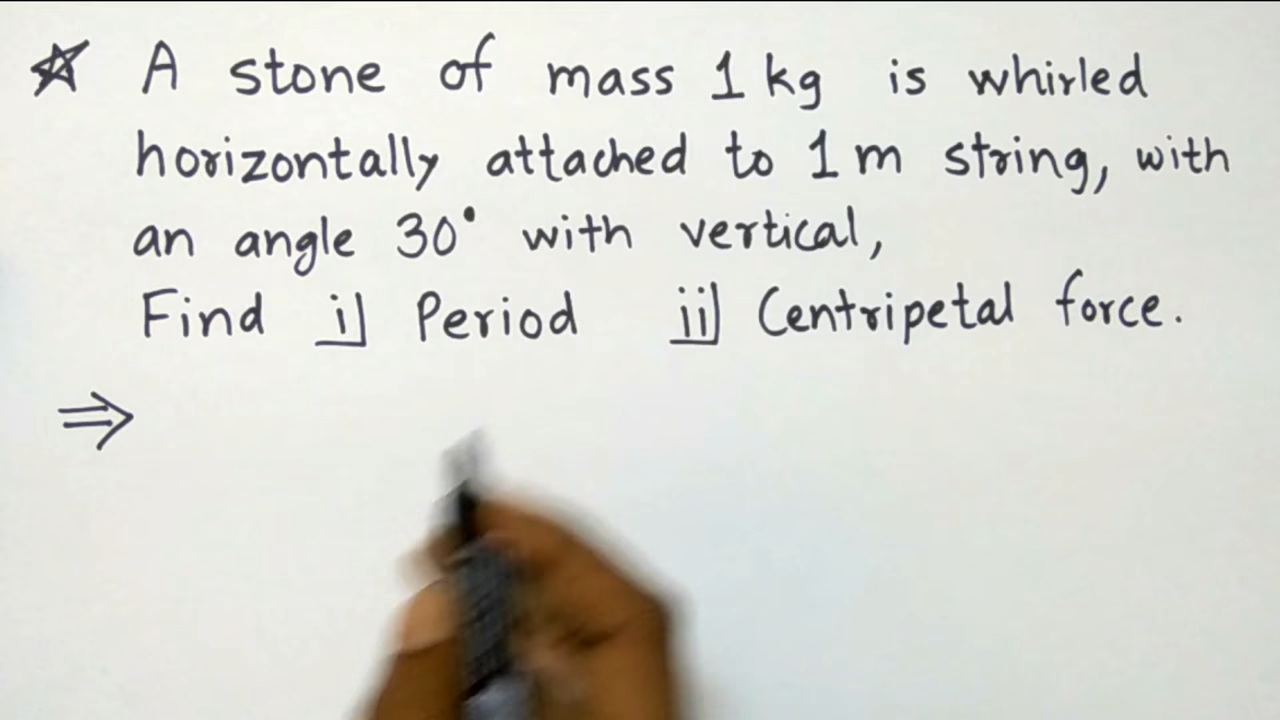 ☆ A stone of mass 1 kg is whirled
horizontally attached to 1 m string, with
an angle 30° with vertical,
Find i] Period ii] Centripetal force.
⇒